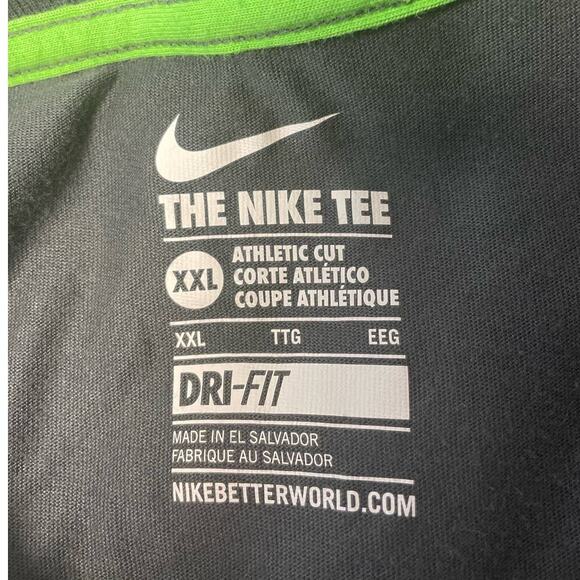 THE NIKE TEE
XXL
ATHLETIC CUT
CORTE ATLÉTICO
COUPE ATHLÉTIQUE
XXL TTG EEG
DRI-FIT
MADE IN EL SALVADOR
FABRIQUE AU SALVADOR
NIKEBETTERWORLD.COM